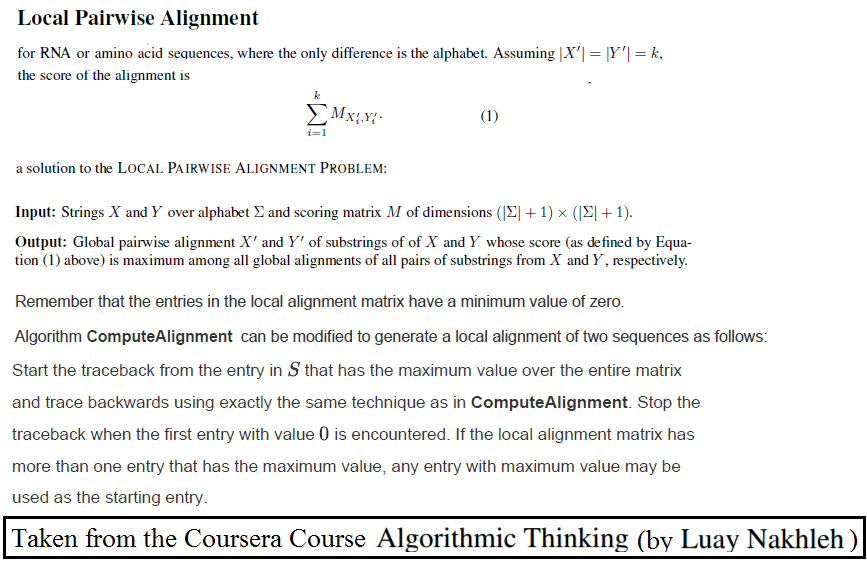 Local Pairwise Alignment
for RNA or amino acid sequences, where the only difference is the alphabet. Assuming |X′| = |Y′| = k,
the score of the alignment is
k
∑ M_{X′_i,Y′_i}. (1)
i=1
a solution to the LOCAL PAIRWISE ALIGNMENT PROBLEM:
Input: Strings X and Y over alphabet Σ and scoring matrix M of dimensions (|Σ| + 1) × (|Σ| + 1).
Output: Global pairwise alignment X′ and Y′ of substrings of of X and Y whose score (as defined by Equa-
tion (1) above) is maximum among all global alignments of all pairs of substrings from X and Y, respectively.
Remember that the entries in the local alignment matrix have a minimum value of zero.
Algorithm ComputeAlignment can be modified to generate a local alignment of two sequences as follows:
Start the traceback from the entry in S that has the maximum value over the entire matrix
and trace backwards using exactly the same technique as in ComputeAlignment. Stop the
traceback when the first entry with value 0 is encountered. If the local alignment matrix has
more than one entry that has the maximum value, any entry with maximum value may be
used as the starting entry.
Taken from the Coursera Course Algorithmic Thinking (by Luay Nakhleh )